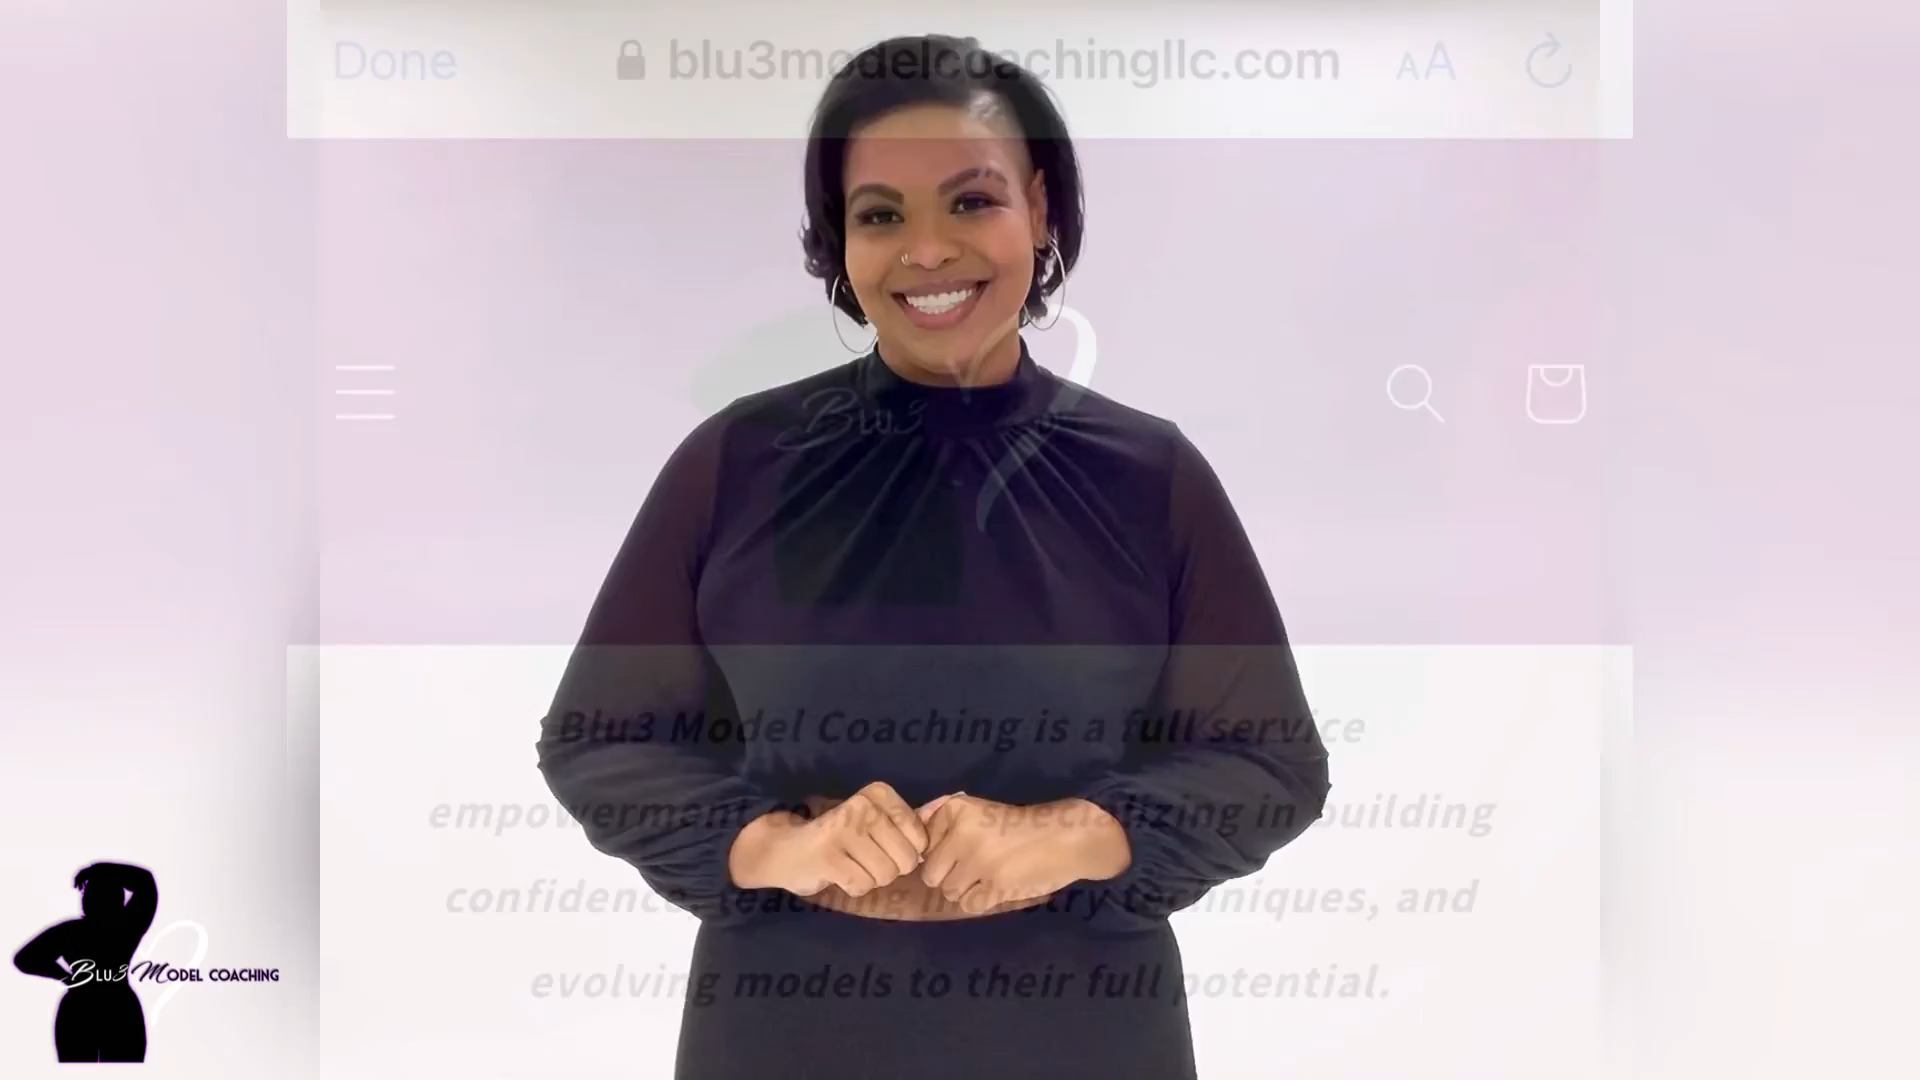 Done
blu3modelcoachingllc.com
AA
Blu3
Blu3 Model Coaching is a full service
empowerment company specializing in building
confidence, teaching industry techniques, and
evolving models to their full potential.
Blu3 Model Coaching